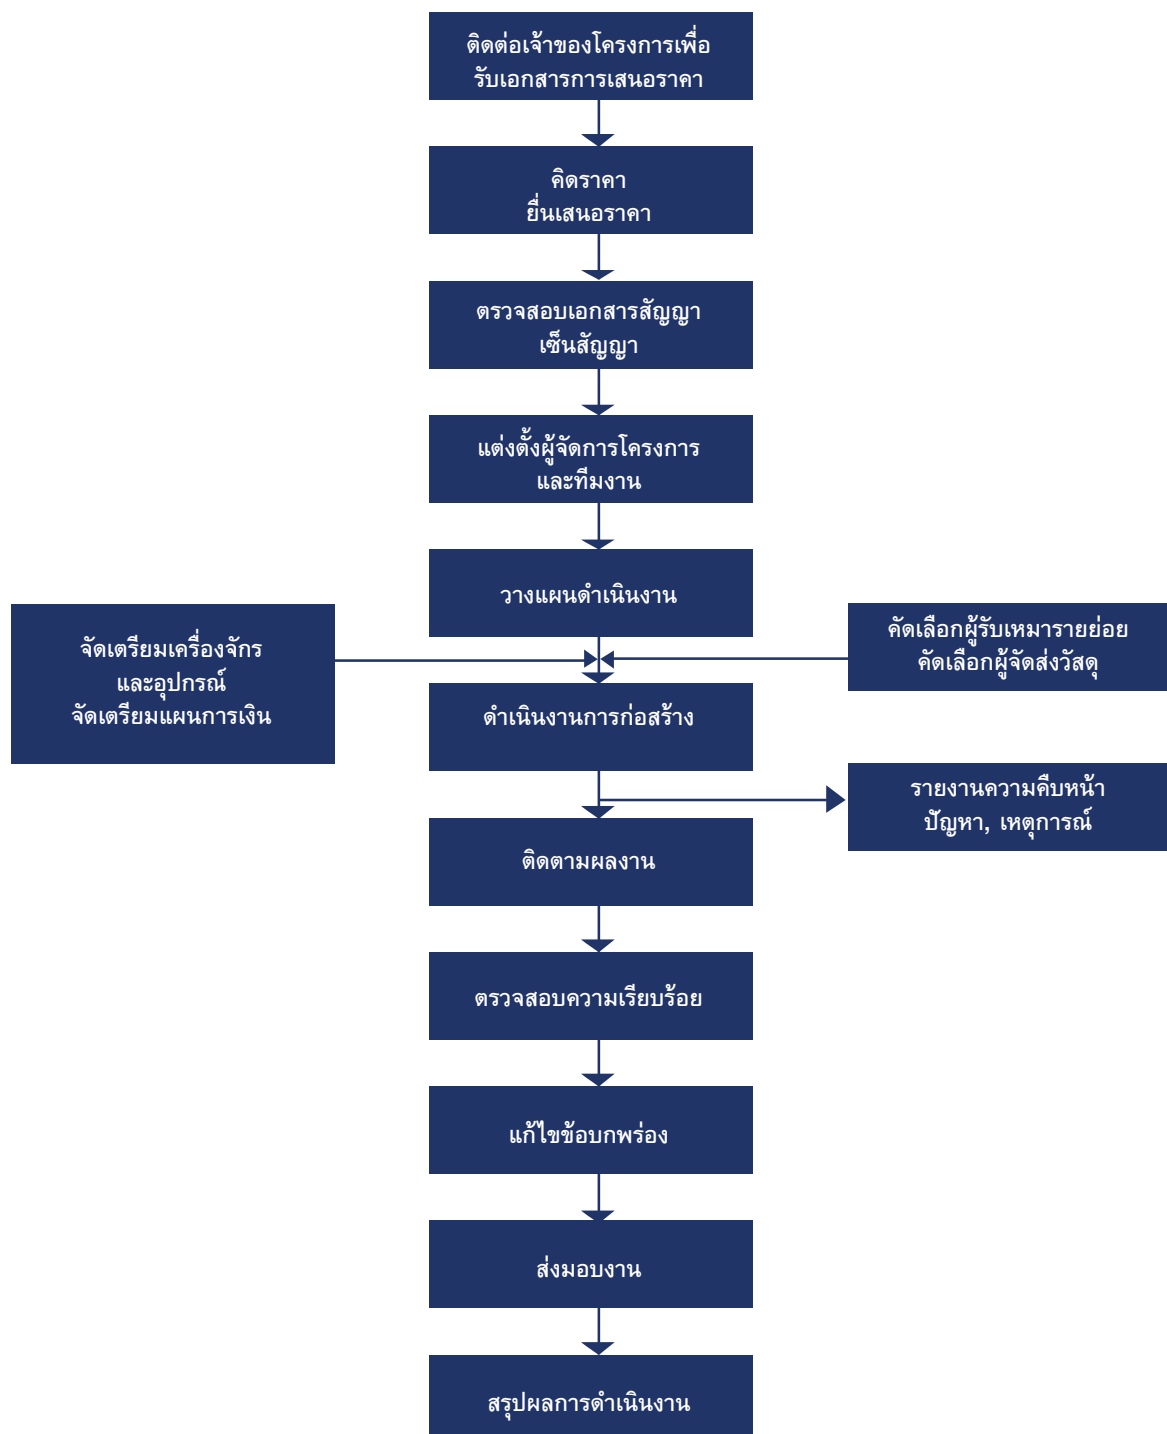 ติดต่อเจ้าของโครงการเพื่อ
รับเอกสารการเสนอราคา
คิดราคา
ยื่นเสนอราคา
ตรวจสอบเอกสารสัญญา
เซ็นสัญญา
แต่งตั้งผู้จัดการโครงการ
และทีมงาน
วางแผนดำเนินงาน
จัดเตรียมเครื่องจักร
และอุปกรณ์
จัดเตรียมแผนการเงิน
คัดเลือกผู้รับเหมารายย่อย
คัดเลือกผู้จัดส่งวัสดุ
ดำเนินงานการก่อสร้าง
รายงานความคืบหน้า
ปัญหา, เหตุการณ์
ติดตามผลงาน
ตรวจสอบความเรียบร้อย
แก้ไขข้อบกพร่อง
ส่งมอบงาน
สรุปผลการดำเนินงาน